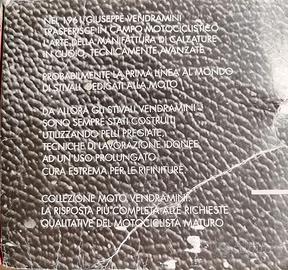 NEL 1961 GIUSEPPE VENDRAMINI
TRASFERISCE IN CAMPO MOTOCICLISTICO
L'ARTE DELLA MANIFATTURA DI CALZATURE
IN CUOIO, TECNICAMENTE AVANZATE
PROBABILMENTE LA PRIMA LINEA AL MONDO
DI STIVALI DEDICATI ALLA MOTO
DA ALLORA GLI STIVALI VENDRAMINI
SONO SEMPRE STATI COSTRUITI
UTILIZZANDO PELLI PREGIATE,
TECNICHE DI LAVORAZIONE IDONEE
AD UN USO PROLUNGATO,
CURA ESTREMA PER LE RIFINITURE.
COLLEZIONE MOTO VENDRAMINI:
LA RISPOSTA PIÙ COMPLETA ALLE RICHIESTE
QUALITATIVE DEL MOTOCICLISTA MATURO